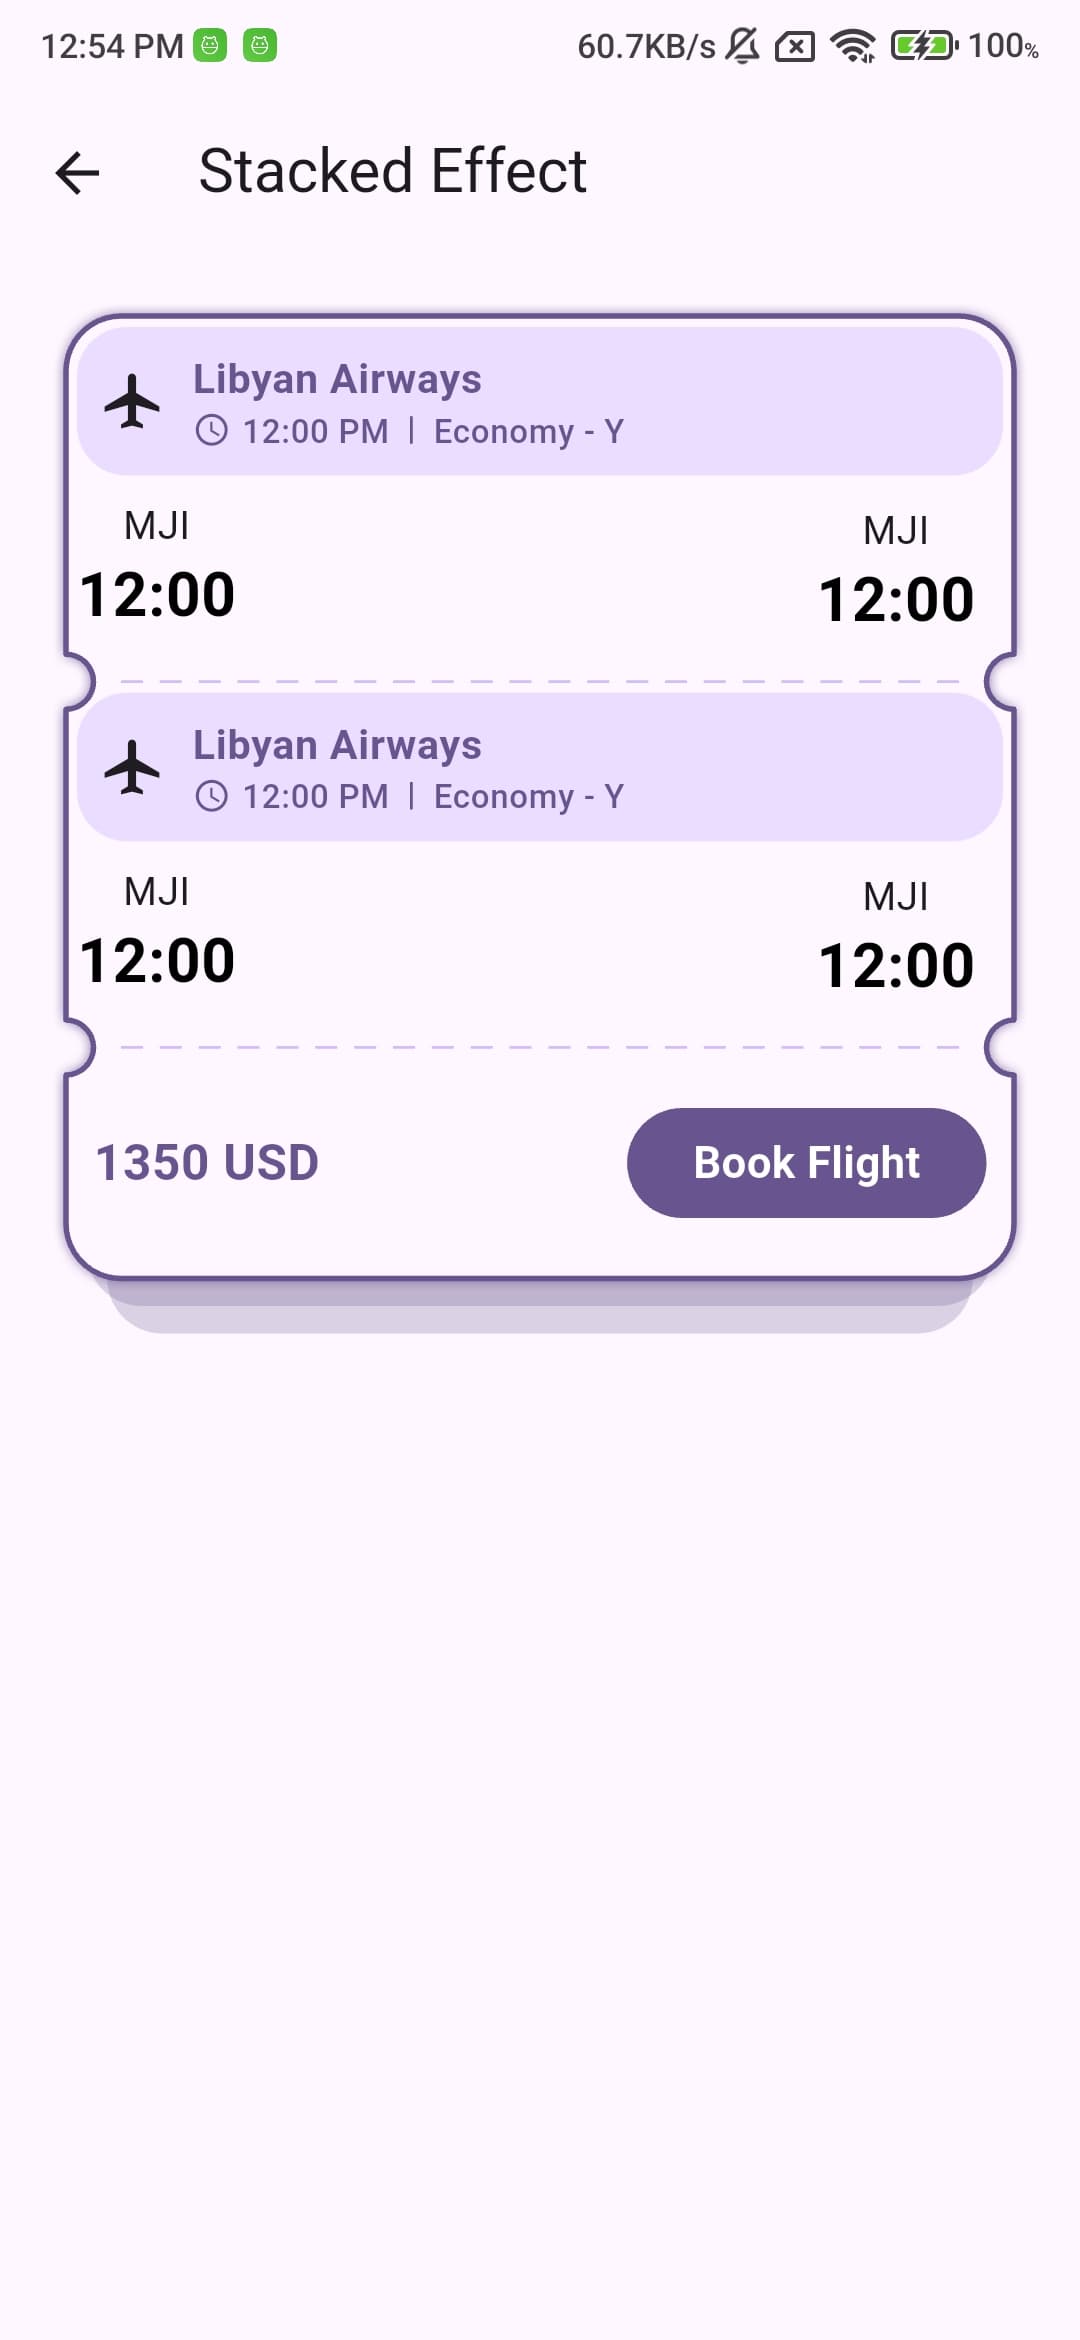 12:54 PM 60.7KB/s 100%
Stacked Effect
Libyan Airways
12:00 PM | Economy - Y
MJI MJI
12:00 12:00
Libyan Airways
12:00 PM | Economy - Y
MJI MJI
12:00 12:00
1350 USD Book Flight